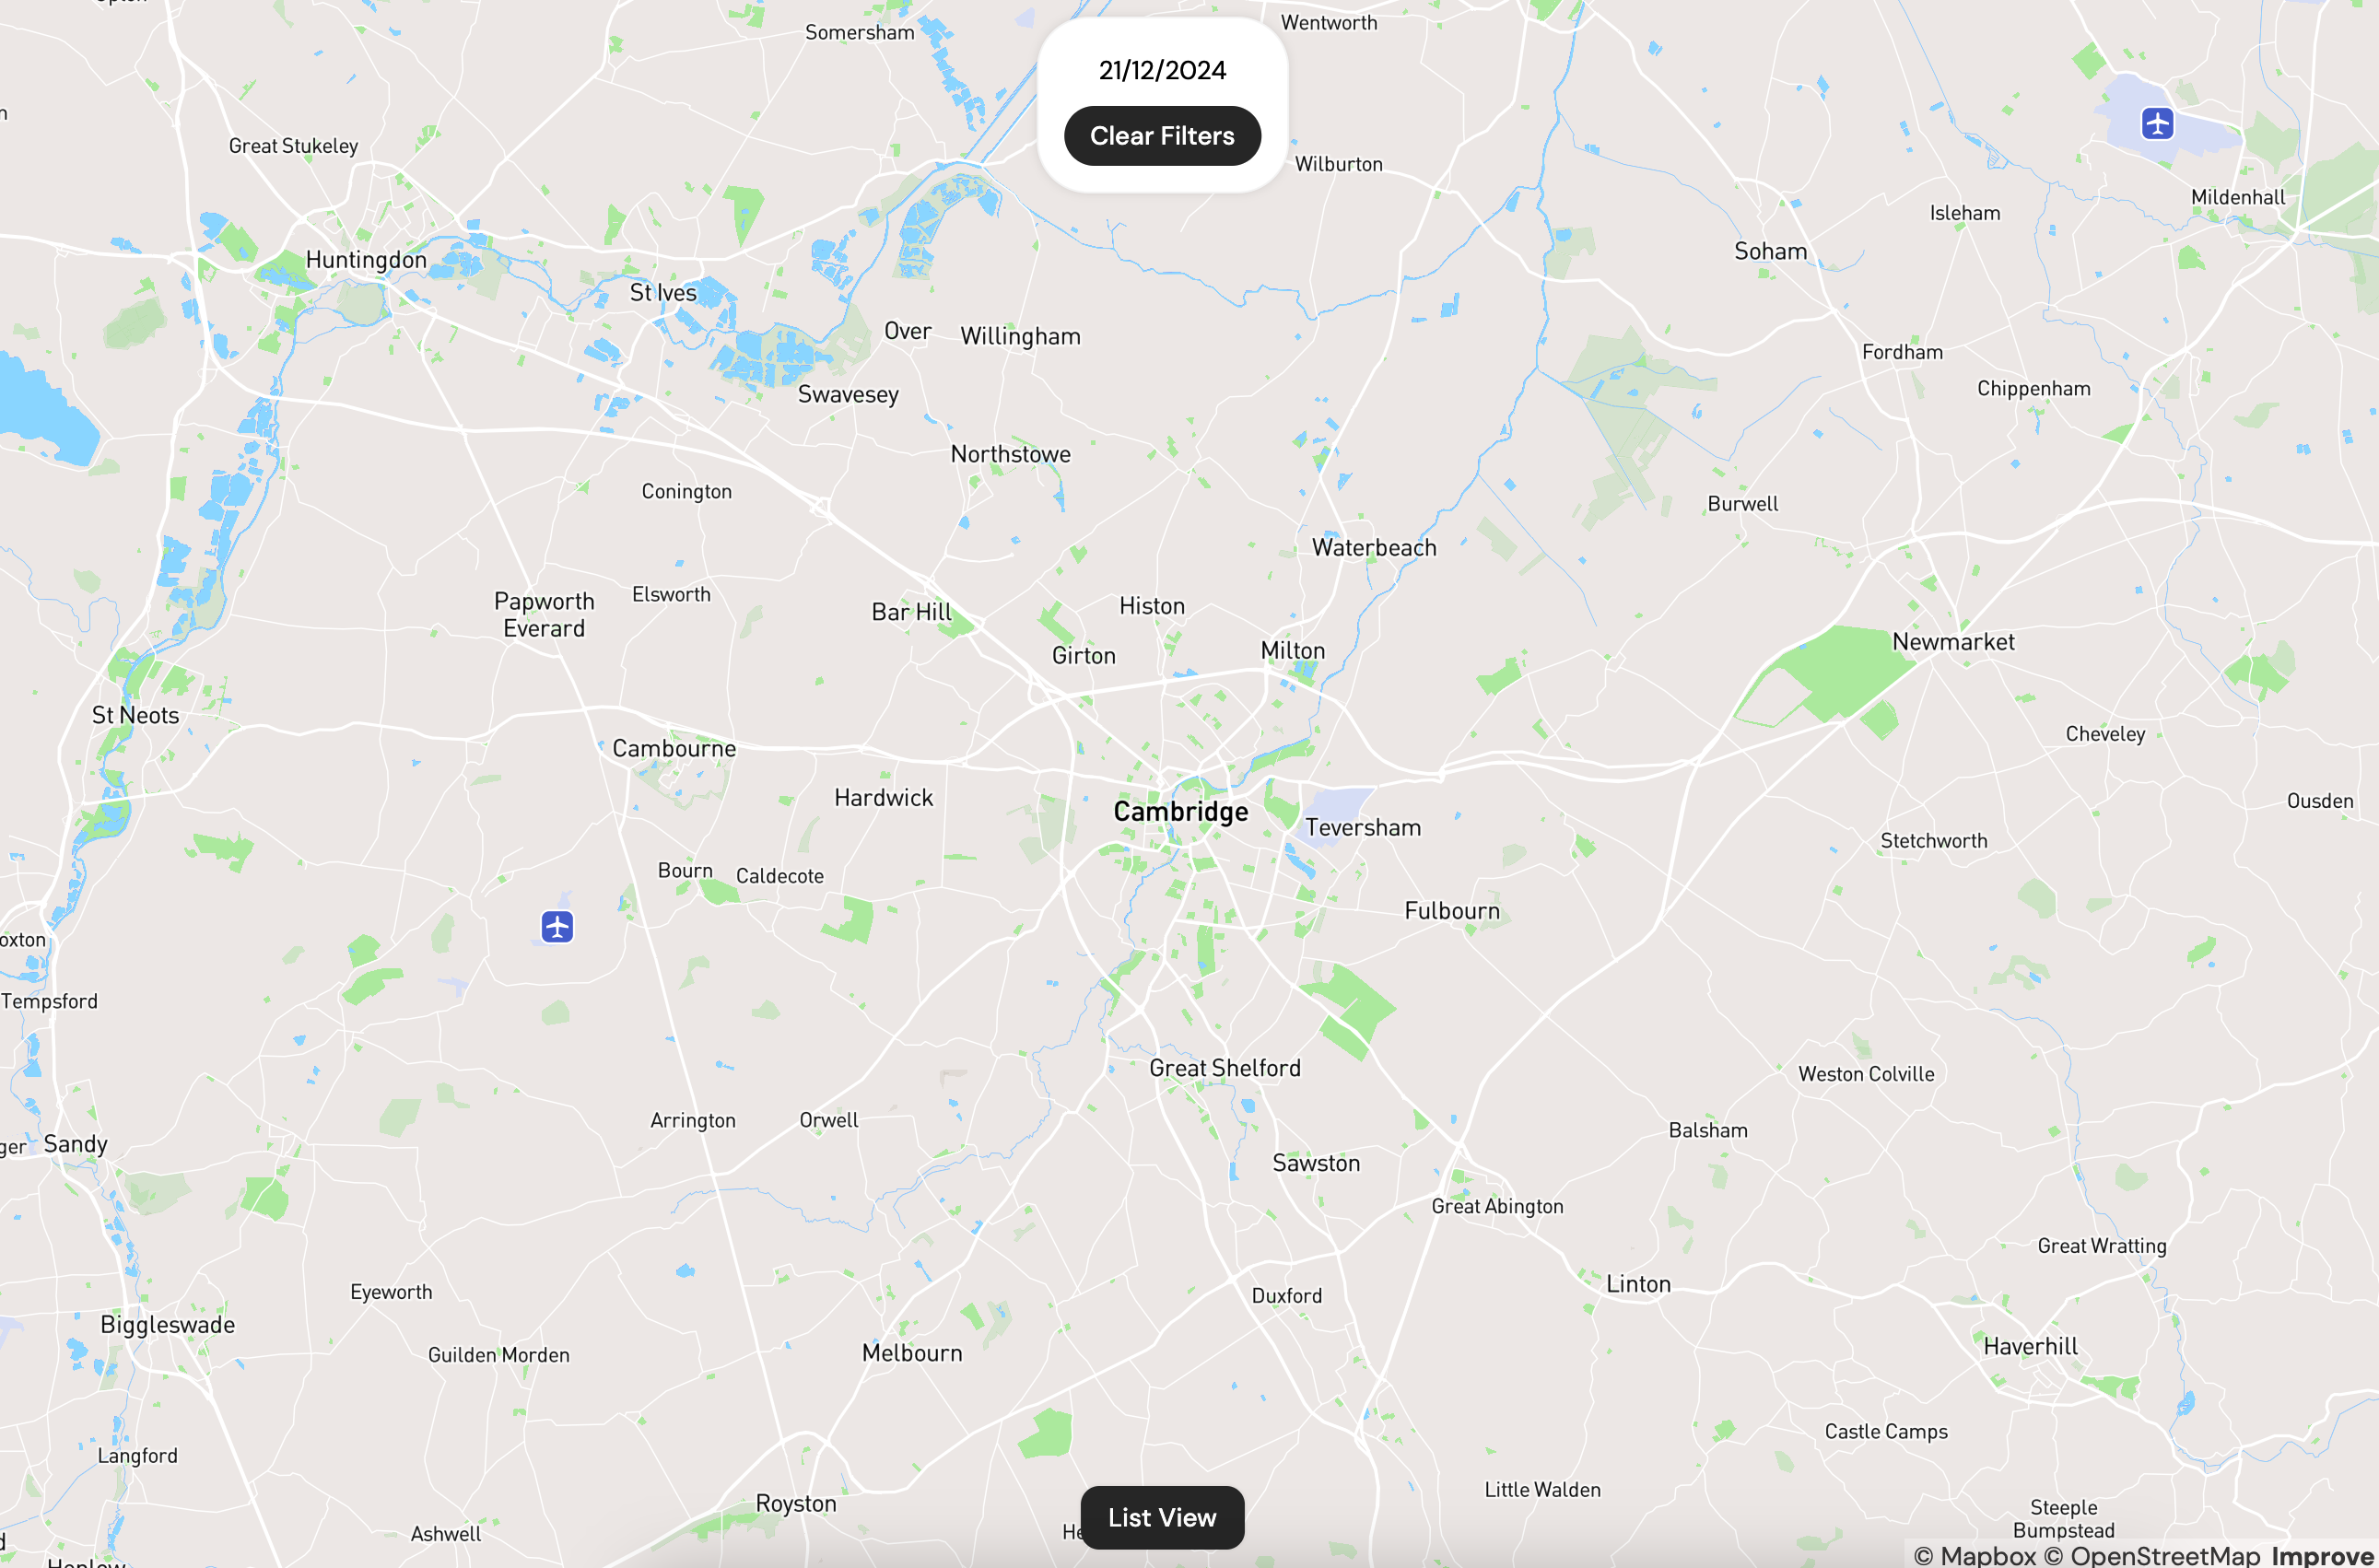 Somersham
Wentworth
21/12/2024
Clear Filters
Great Stukeley
Wilburton
Mildenhall
Isleham
Soham
Huntingdon
St Ives
Over
Willingham
Fordham
Chippenham
Swavesey
Northstowe
Conington
Burwell
Waterbeach
Papworth
Everard
Elsworth
Bar Hill
Histon
Girton
Milton
Newmarket
St Neots
Cambourne
Cheveley
Hardwick
Cambridge
Teversham
Ousden
Stetchworth
Bourn
Caldecote
Fulbourn
oxton
Tempsford
Great Shelford
Weston Colville
Arrington
Orwell
Balsham
ger
Sandy
Sawston
Great Abington
Great Wratting
Eyeworth
Duxford
Linton
Biggleswade
Guilden Morden
Melbourn
Haverhill
Castle Camps
Langford
Little Walden
Royston
List View
Steeple
Bumpstead
Ashwell
He
© Mapbox © OpenStreetMap Improve